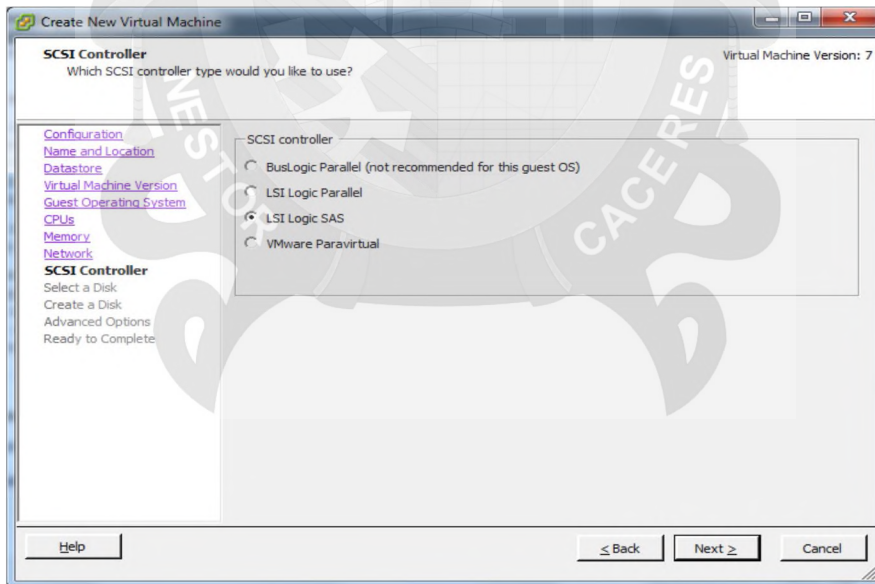 Create New Virtual Machine
SCSI Controller
Which SCSI controller type would you like to use?
Virtual Machine Version: 7
Configuration
Name and Location
Datastore
Virtual Machine Version
Guest Operating System
CPUs
Memory
Network
SCSI Controller
Select a Disk
Create a Disk
Advanced Options
Ready to Complete
SCSI controller
BusLogic Parallel (not recommended for this guest OS)
LSI Logic Parallel
LSI Logic SAS
VMware Paravirtual
NESTOR
CACERES
Help
< Back
Next >
Cancel